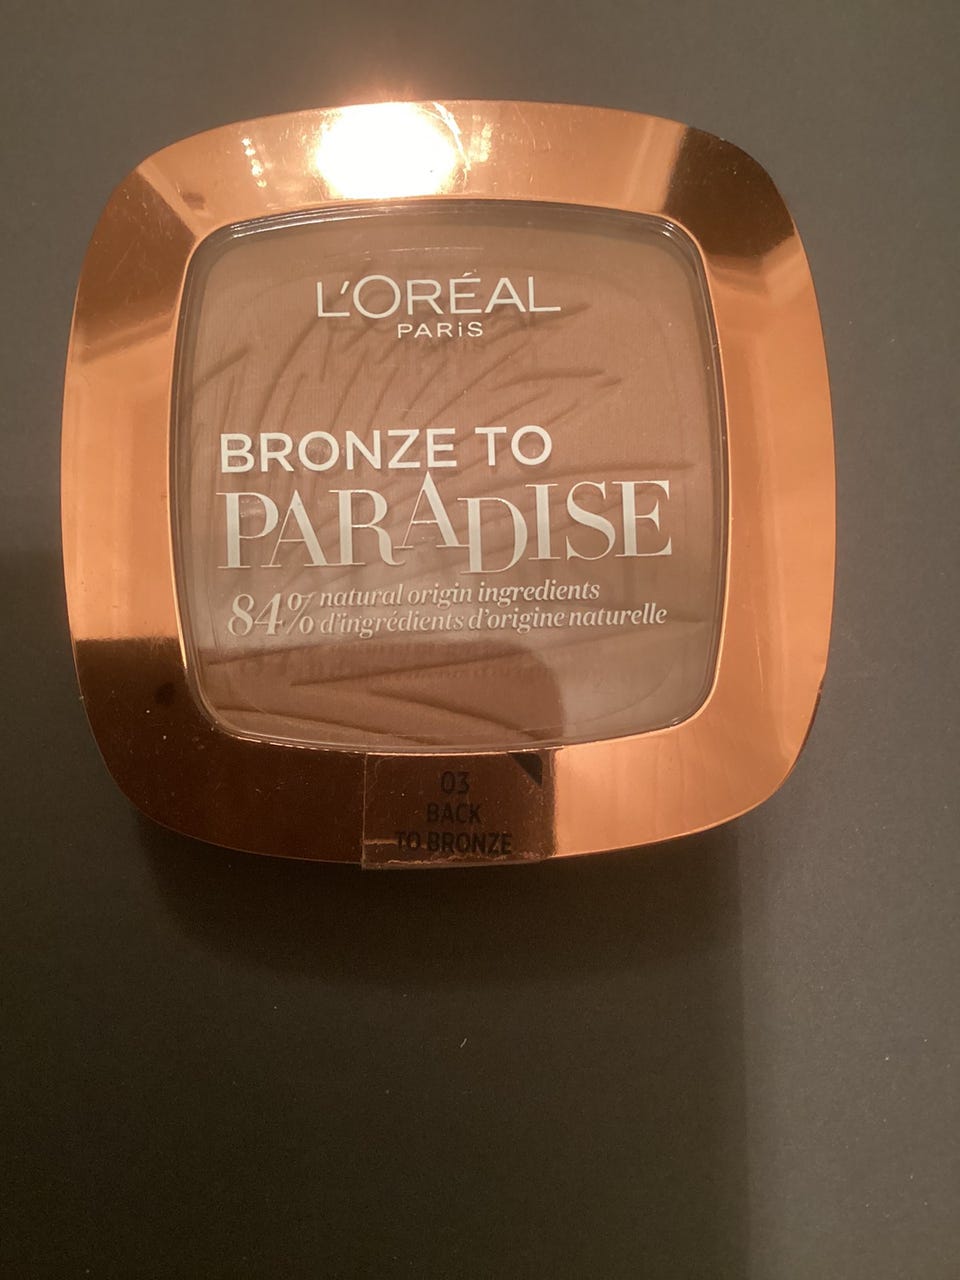 L'ORÉAL
PARiS
BRONZE TO
PARADISE
84% natural origin ingredients
d'ingrédients d'origine naturelle
03
BACK
TO BRONZE